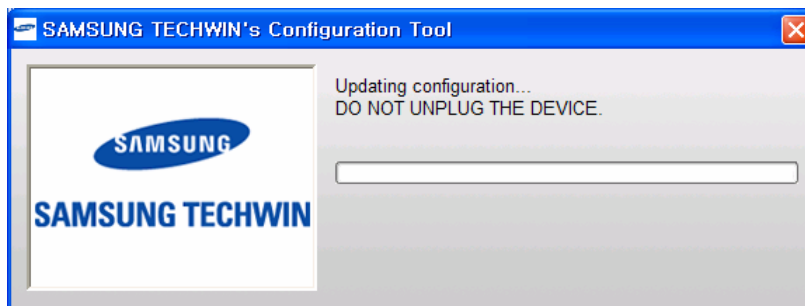 SAMSUNG TECHWIN's Configuration Tool
SAMSUNG
SAMSUNG TECHWIN
Updating configuration...
DO NOT UNPLUG THE DEVICE.